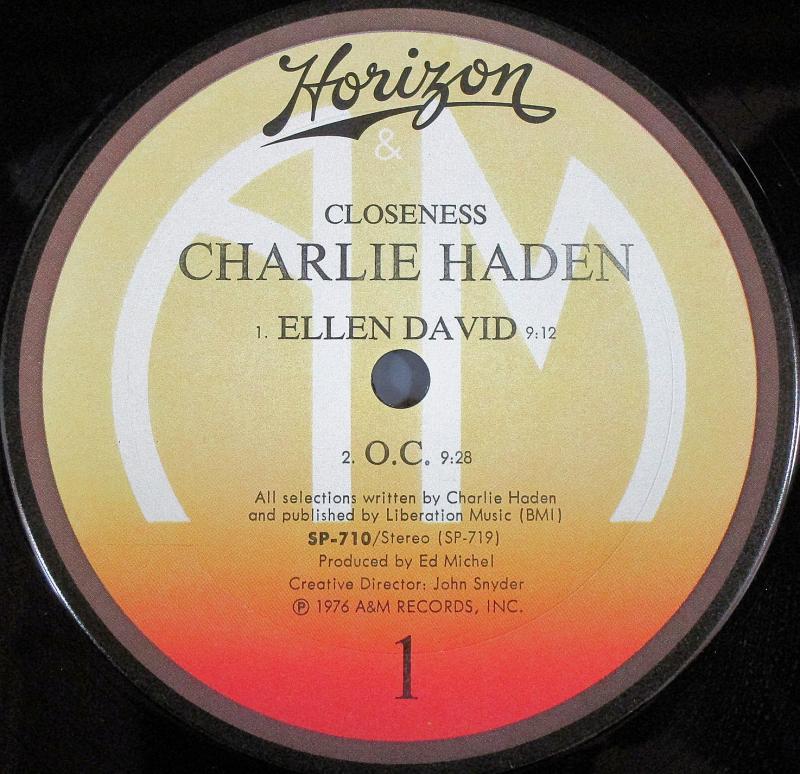 Horizon
&
AM
CLOSENESS
CHARLIE HADEN
1. ELLEN DAVID 9:12
2. O.C. 9:28
All selections written by Charlie Haden
and published by Liberation Music (BMI)
SP-710/Stereo (SP-719)
Produced by Ed Michel
Creative Director: John Snyder
℗ 1976 A&M RECORDS, INC.
1